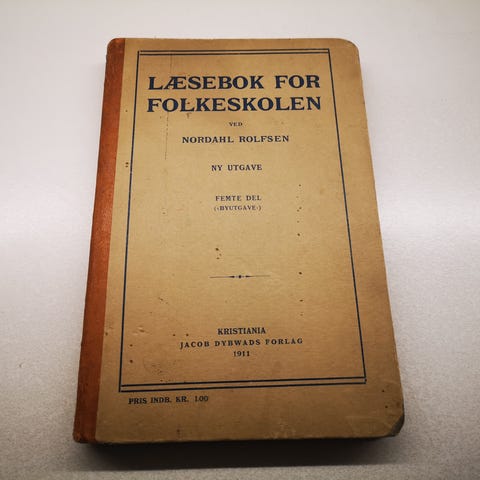 LÆSEBOK FOR
FOLKESKOLEN
VED
NORDAHL ROLFSEN
NY UTGAVE
FEMTE DEL
(«BYUTGAVE»)
KRISTIANIA
JACOB DYBWADS FORLAG
1911
PRIS INDB. KR. 1.00